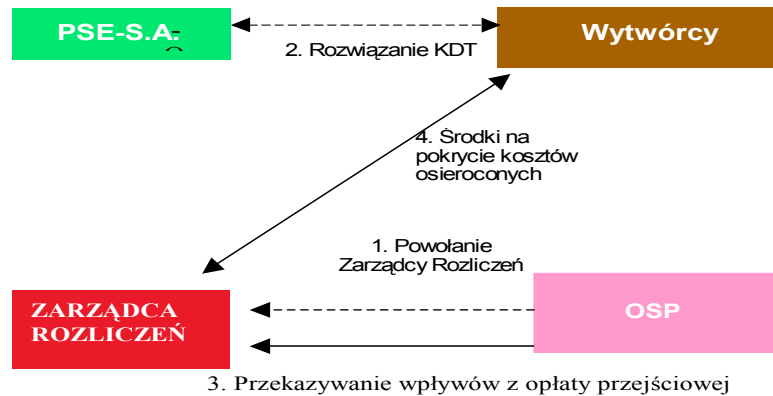 PSE-S.A.
Wytwórcy
2. Rozwiązanie KDT
4. Środki na
pokrycie kosztów
osieroconych
1. Powołanie
Zarządcy Rozliczeń
ZARZĄDCA
ROZLICZEŃ
OSP
3. Przekazywanie wpływów z opłaty przejściowej